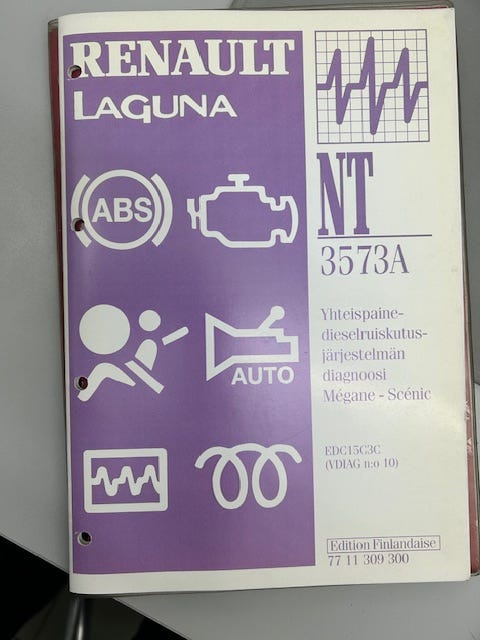 RENAULT
LAGUNA
ABS
AUTO
NT
3573A
Yhteispaine-
dieselruiskutus-
järjestelmän
diagnoosi
Mégane - Scénic
EDC15C3C
(VDIAG n:o 10)
Edition Finlandaise
77 11 309 300